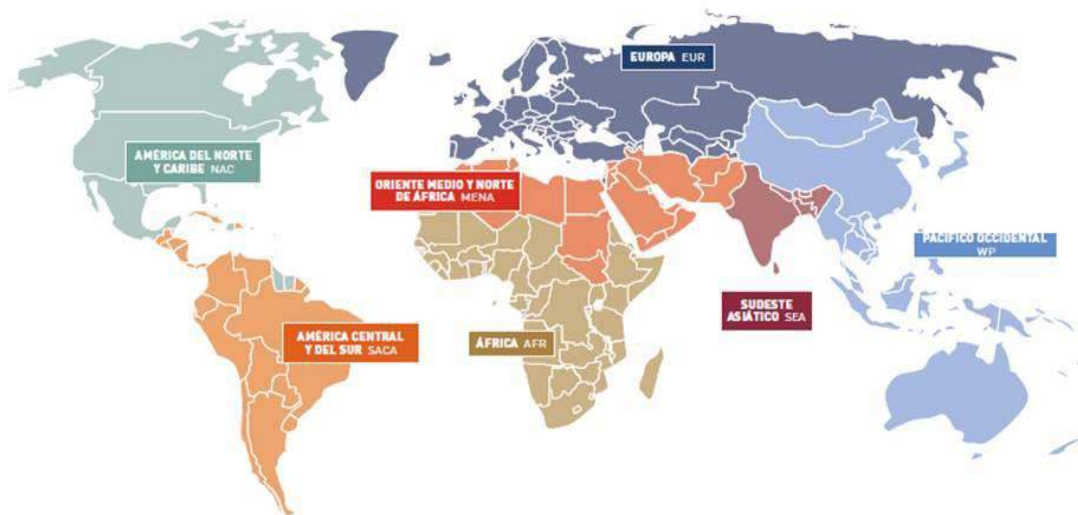 EUROPA EUR
AMÉRICA DEL NORTE
Y CARIBE NAC
ORIENTE MEDIO Y NORTE
DE ÁFRICA MENA
PACÍFICO OCCIDENTAL
WP
SUDESTE
ASIÁTICO SEA
AMÉRICA CENTRAL
Y DEL SUR SACA
ÁFRICA AFR